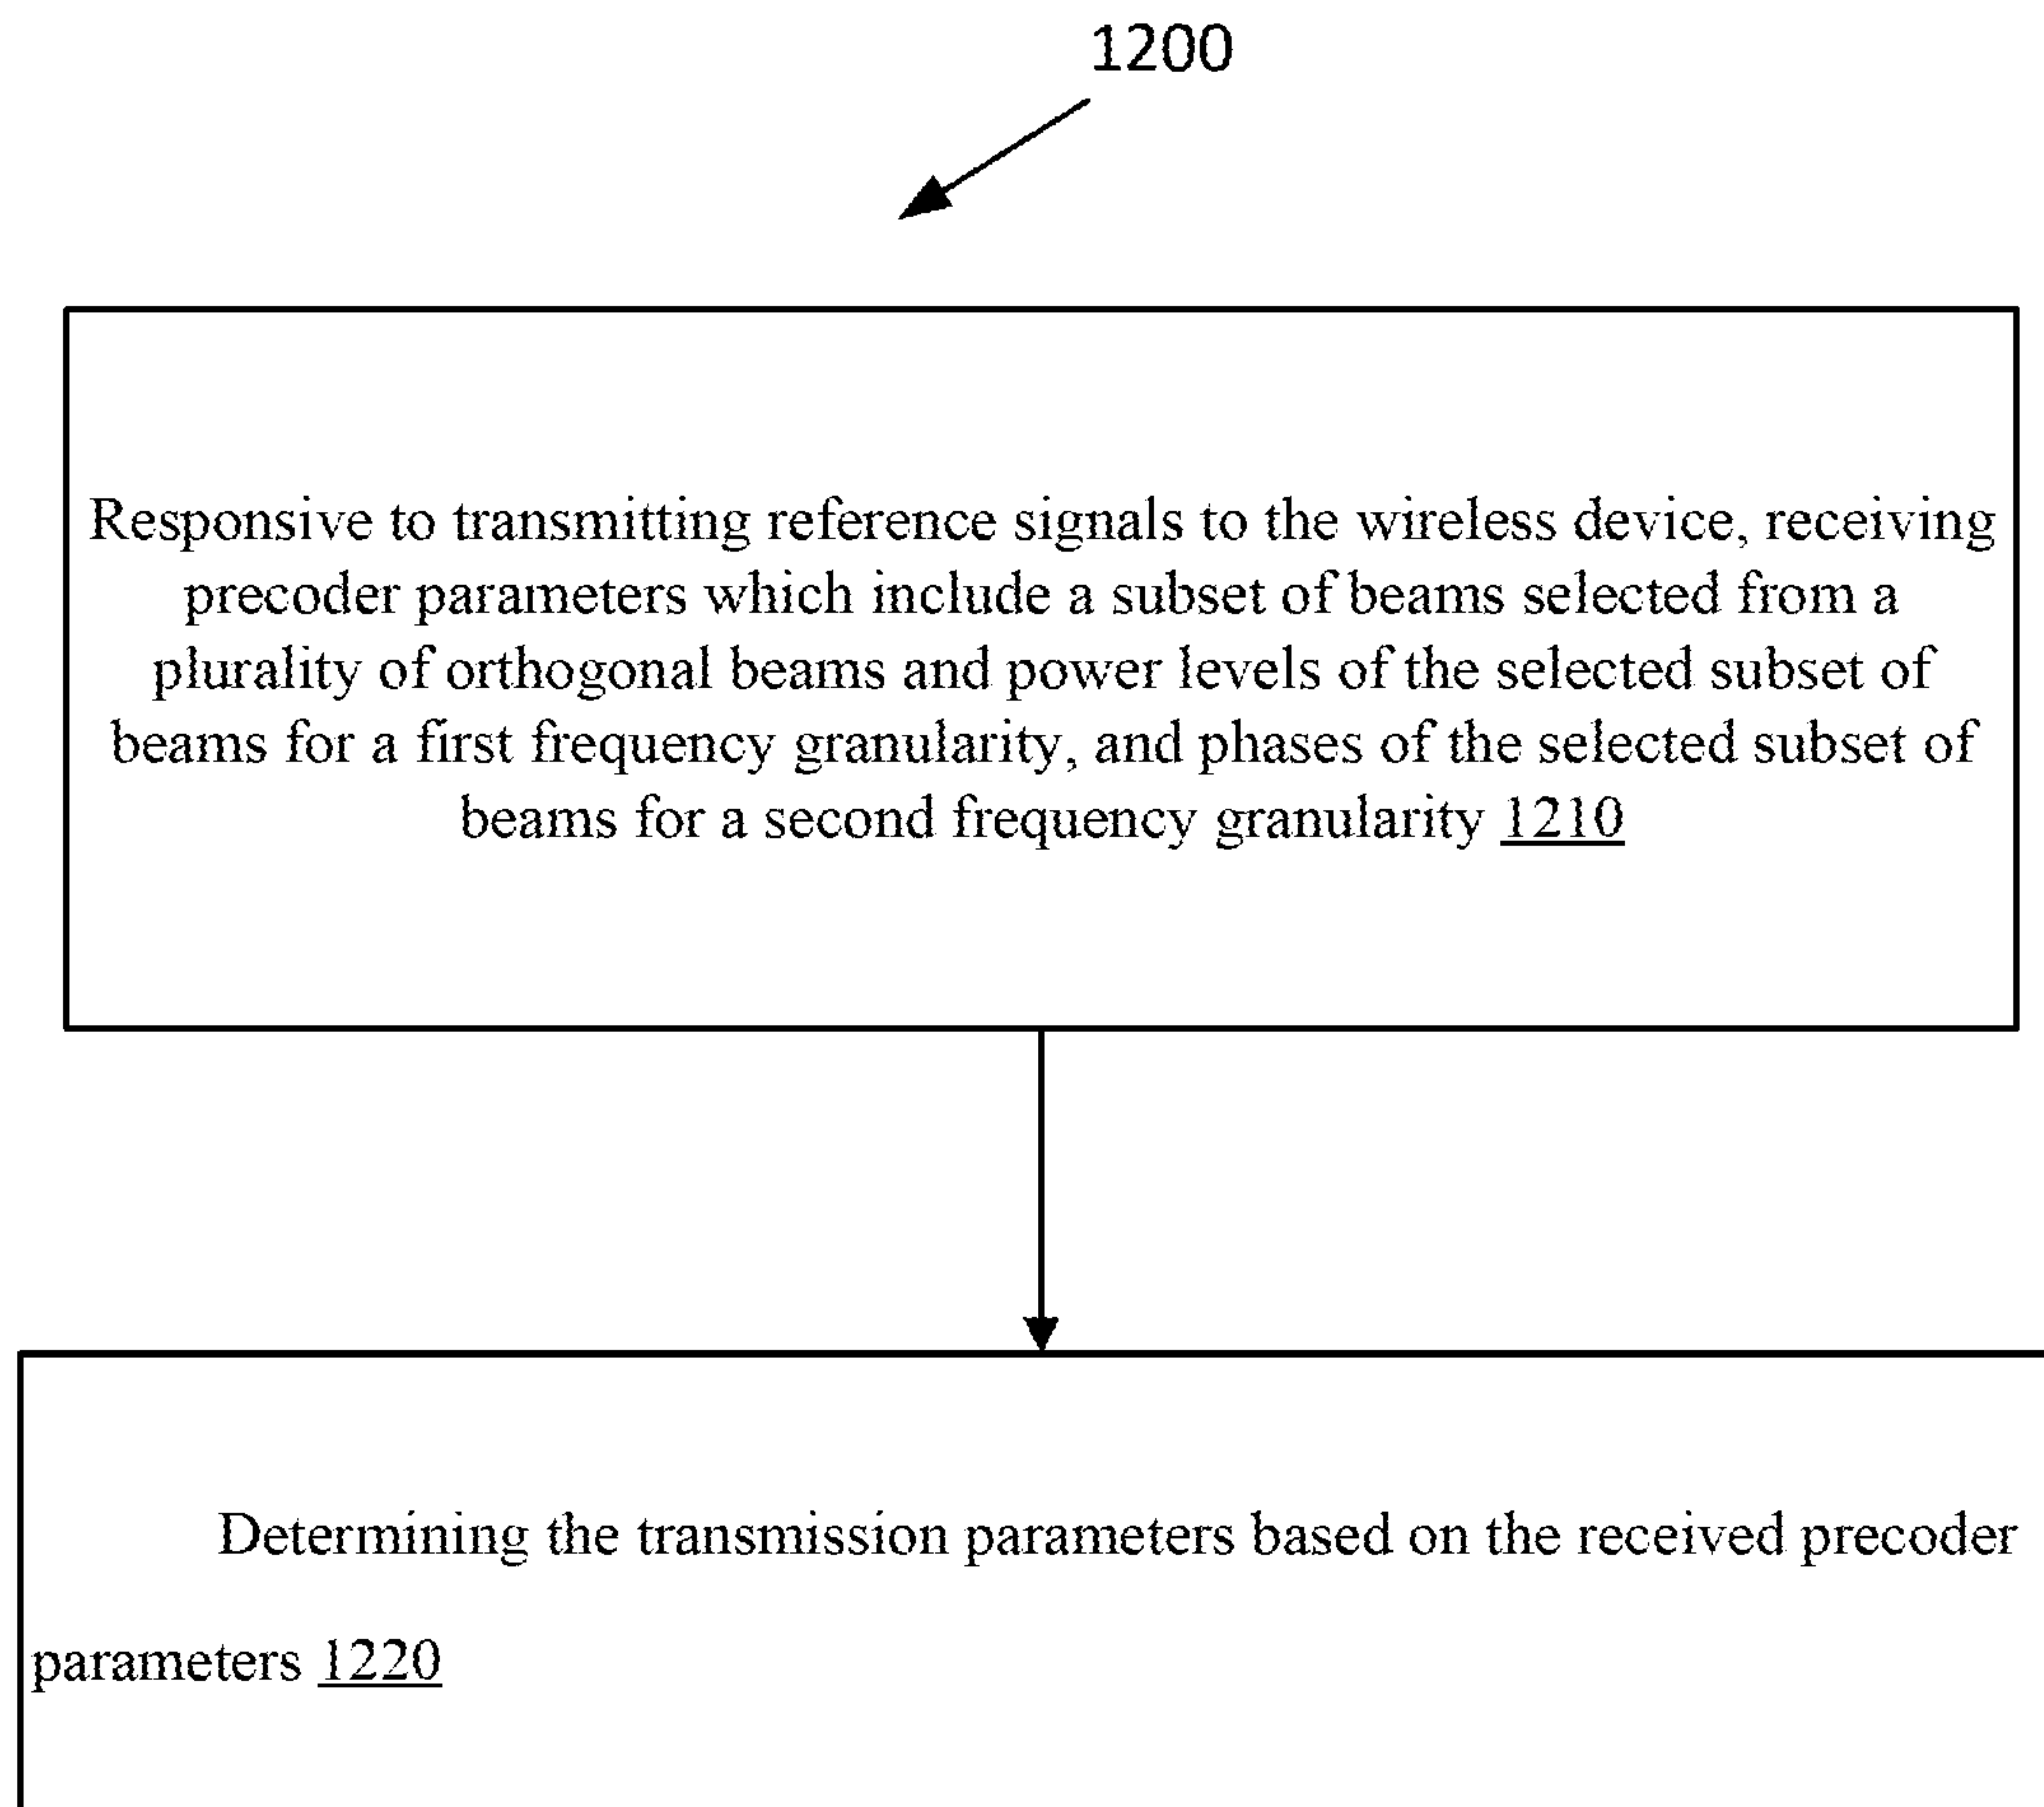 1200
Responsive to transmitting reference signals to the wireless device, receiving
precoder parameters which include a subset of beams selected from a
plurality of orthogonal beams and power levels of the selected subset of
beams for a first frequency granularity, and phases of the selected subset of
beams for a second frequency granularity 1210
Determining the transmission parameters based on the received precoder
parameters 1220